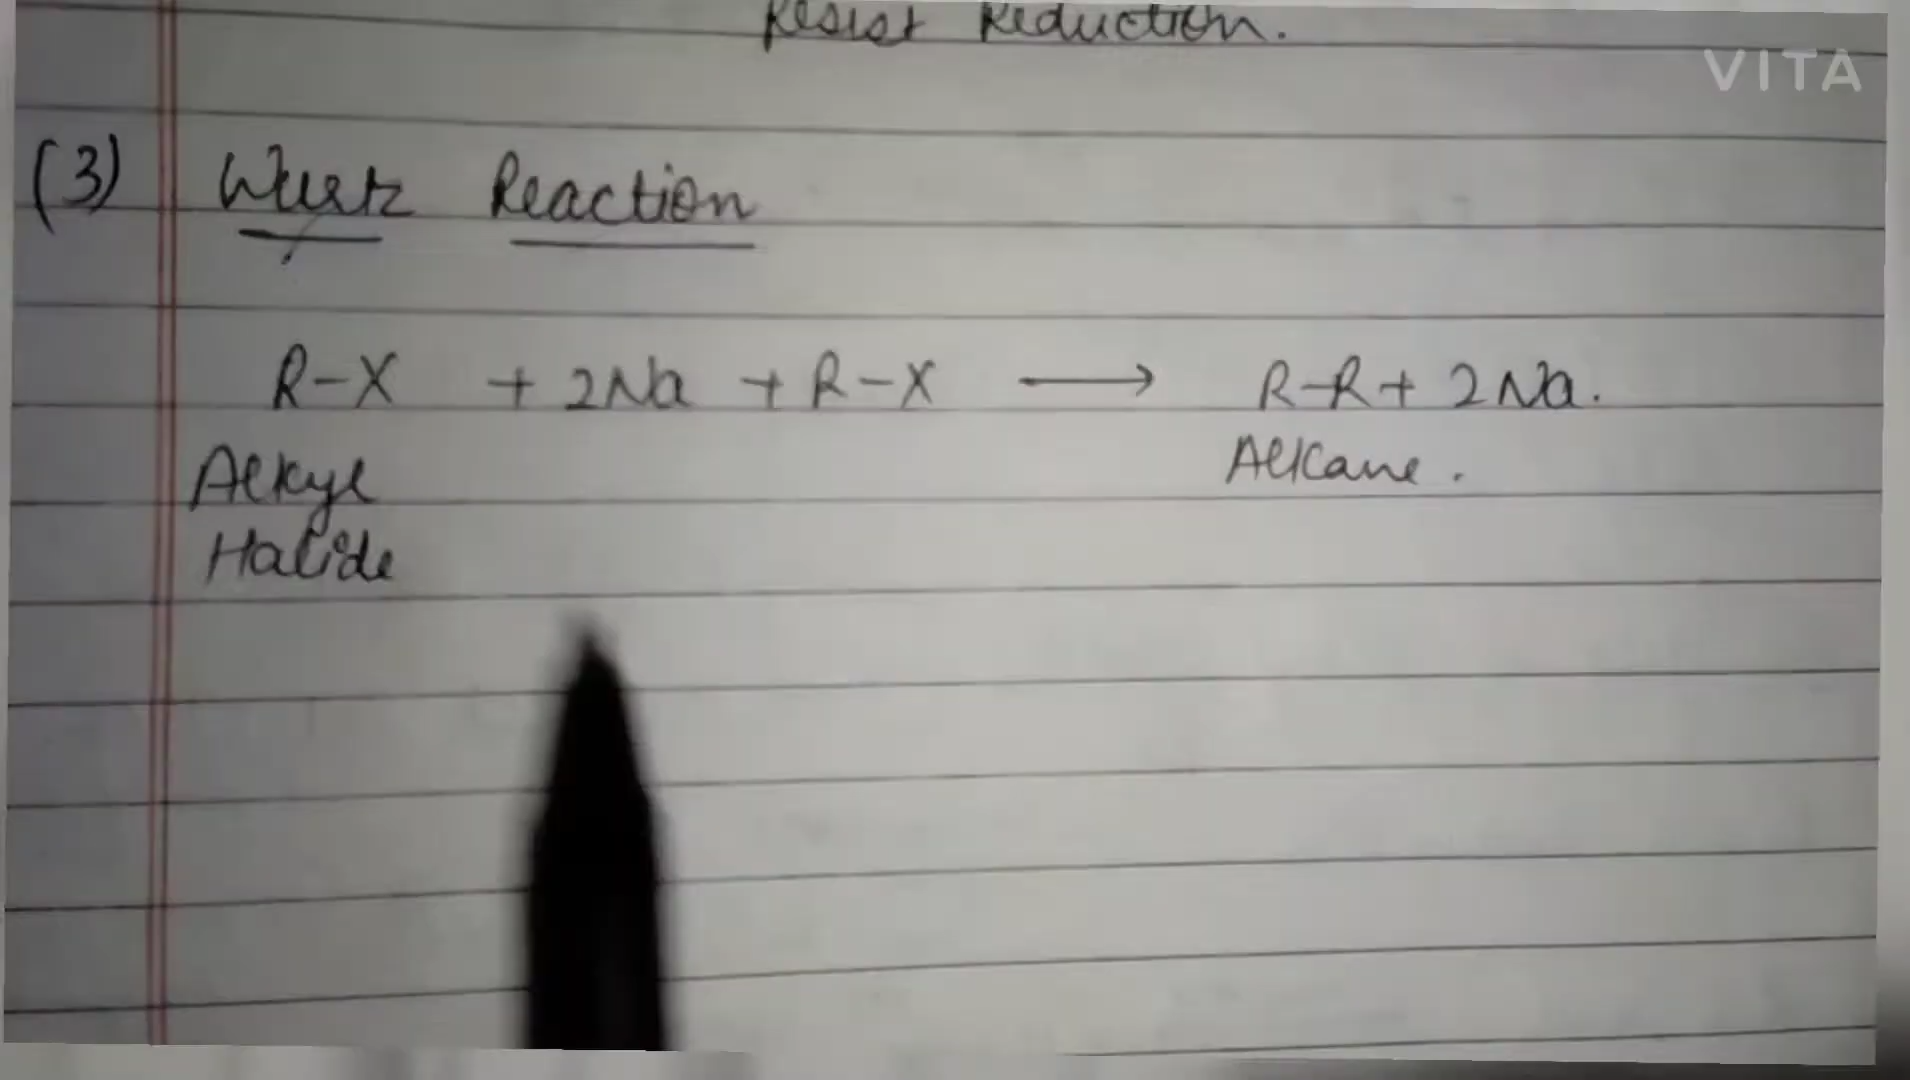 Resist Reduction.
VITA
(3) Wurtz Reaction
R-X + 2Na + R-X ⟶ R-R + 2Na.
Alkyl Alkane.
Halide